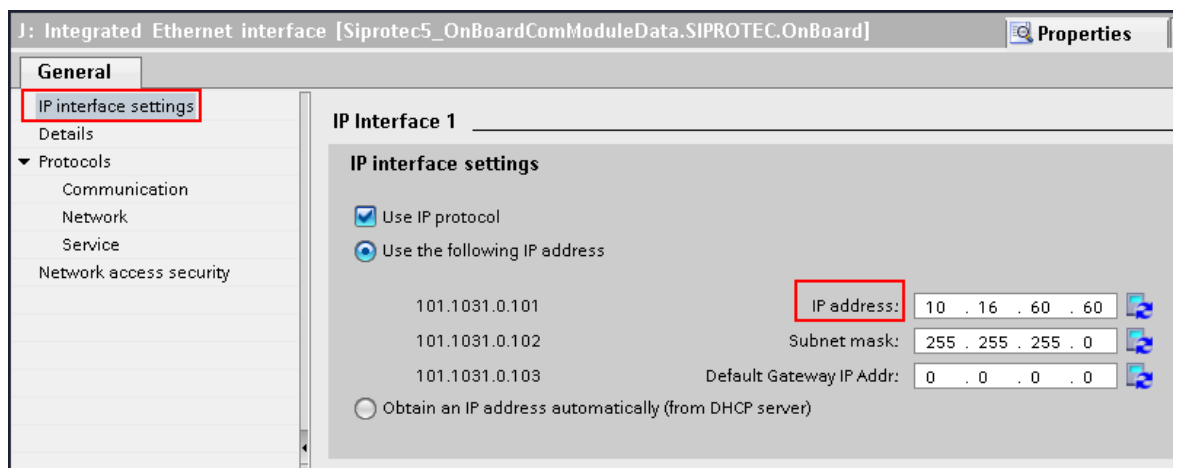 J: Integrated Ethernet interface [Siprotec5_OnBoardComModuleData.SIPROTEC.OnBoard]
Properties
General
IP interface settings
Details
Protocols
Communication
Network
Service
Network access security
IP Interface 1
IP interface settings
Use IP protocol
Use the following IP address
101.1031.0.101 IP address: 10 . 16 . 60 . 60
101.1031.0.102 Subnet mask: 255 . 255 . 255 . 0
101.1031.0.103 Default Gateway IP Addr: 0 . 0 . 0 . 0
Obtain an IP address automatically (from DHCP server)